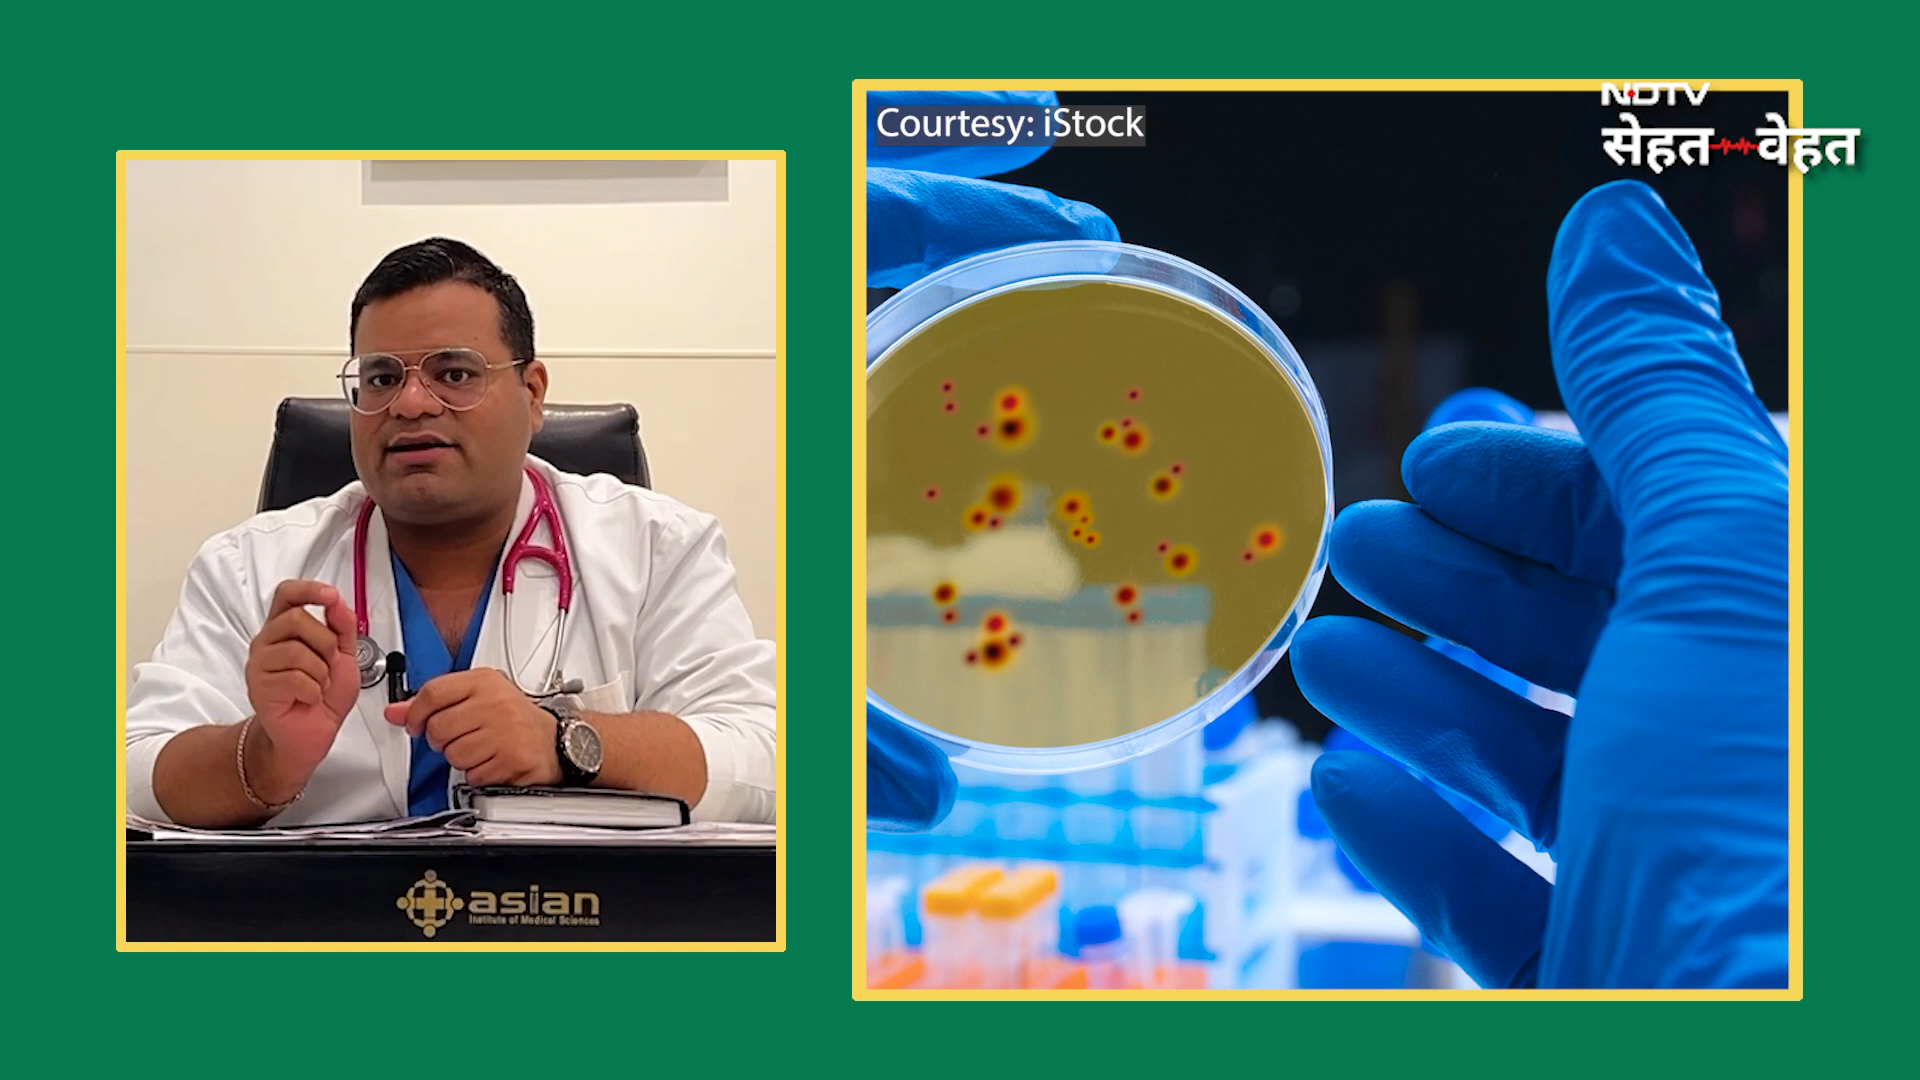 Courtesy: iStock
NDTV
सेहत वेहत
asian
Institute of Medical Sciences